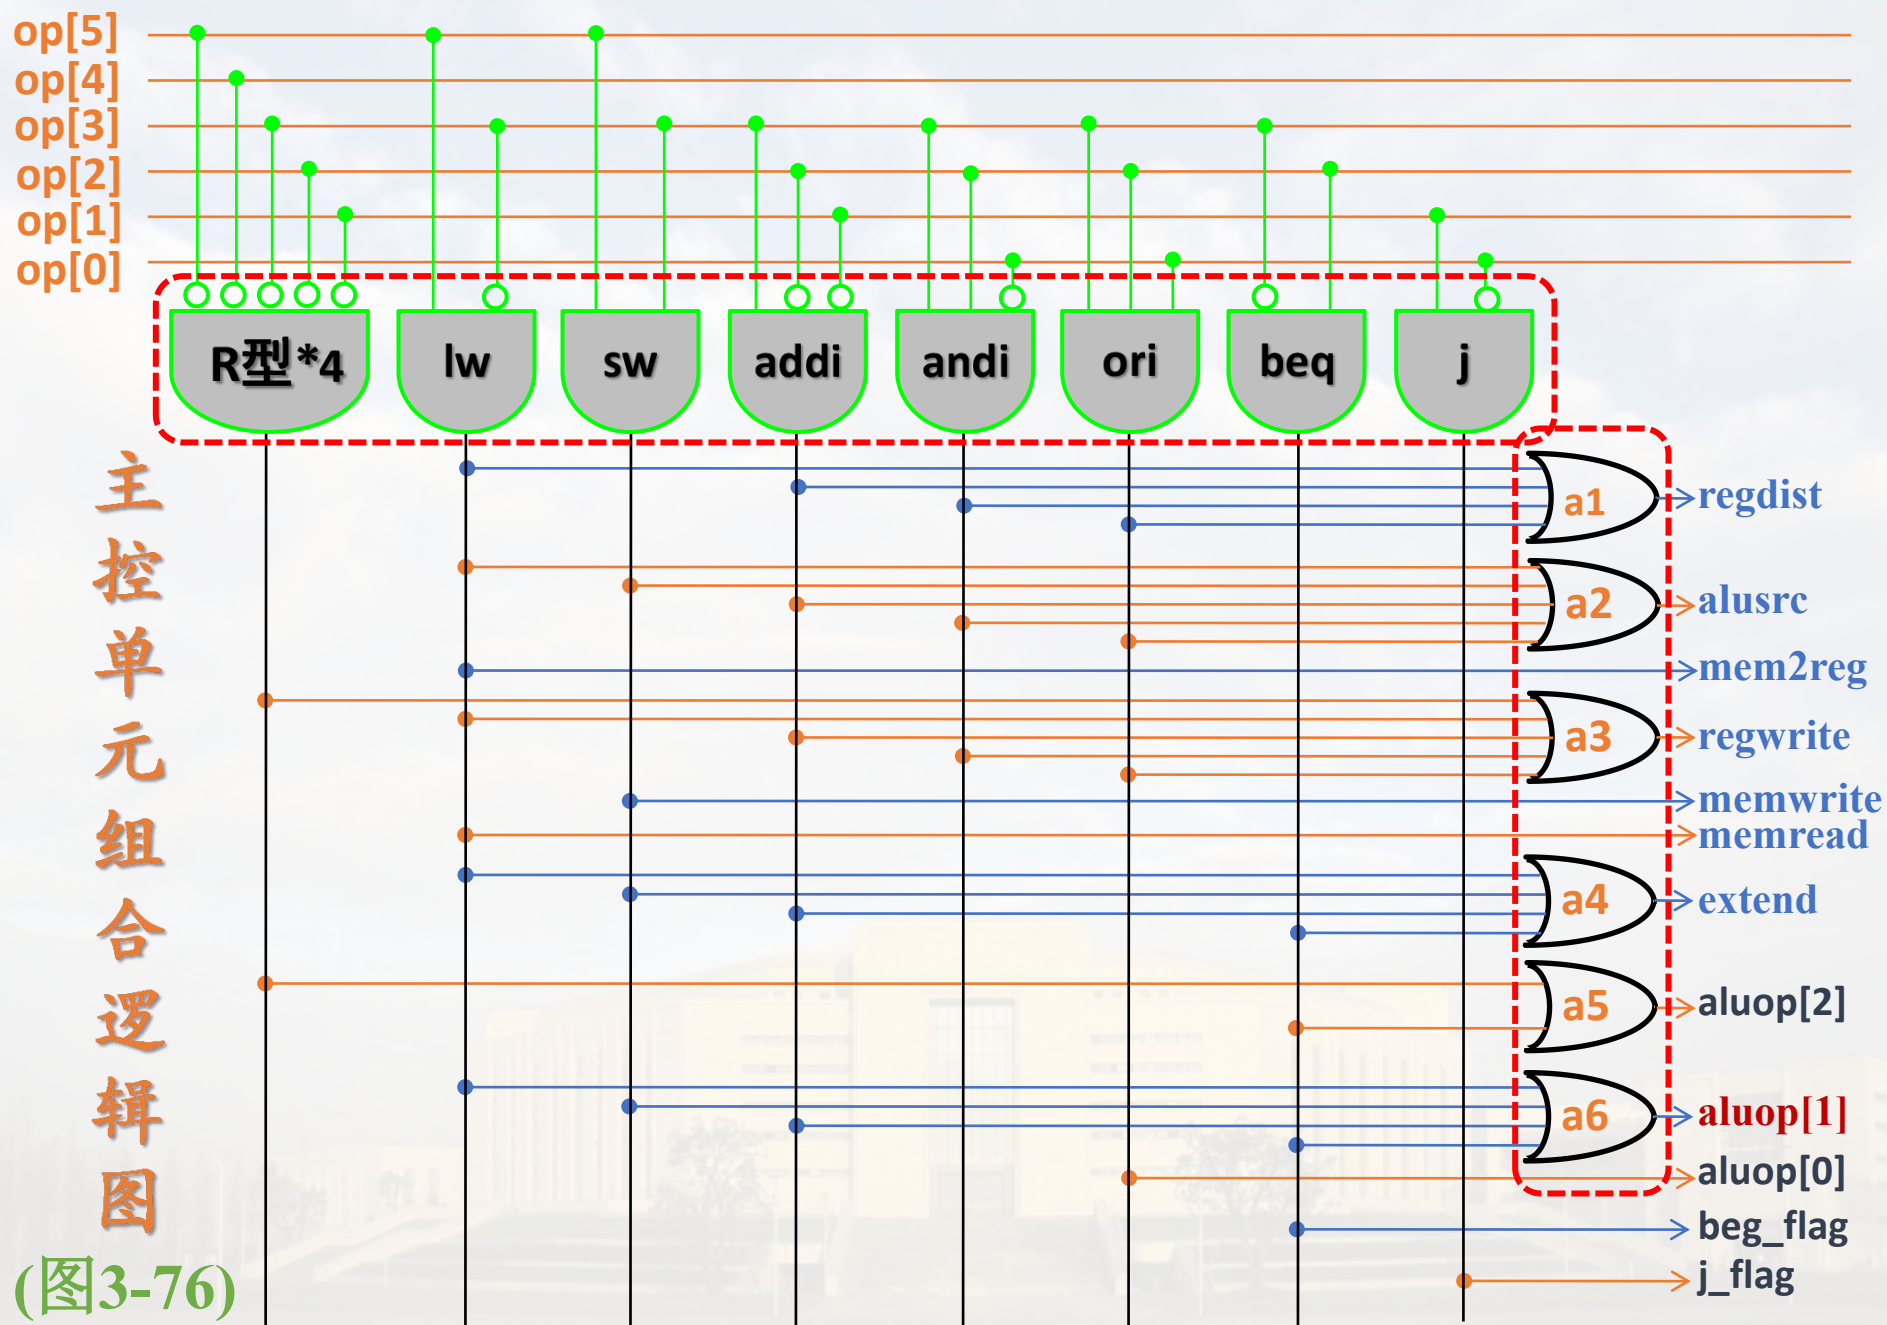 op[5]
op[4]
op[3]
op[2]
op[1]
op[0]
R型*4
lw
sw
addi
andi
ori
beq
j
主控单元组合逻辑图
(图3-76)
a1
regdist
a2
alusrc
mem2reg
a3
regwrite
memwrite
memread
a4
extend
a5
aluop[2]
a6
aluop[1]
aluop[0]
beg_flag
j_flag